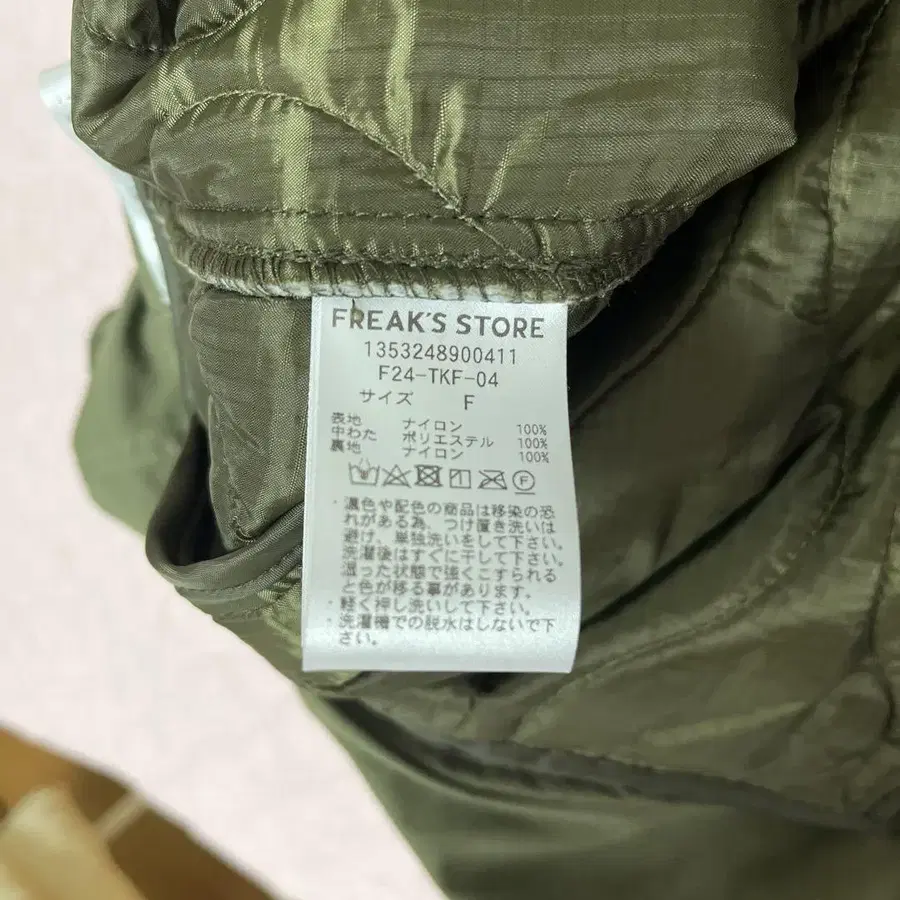 FREAK'S STORE
1353248900411
F24-TKF-04
サイズ F
表地 ナイロン 100%
中わた ポリエステル 100%
裏地 ナイロン 100%
F
・濃色や配色の商品は移染の恐
れがある為、つけ置き洗いは
避け、単独洗いをして下さい。
洗濯後はすぐに干して下さい。
湿った状態で強くこすられる
と色が移る事があります。
・軽く押し洗いして下さい。
・洗濯機での脱水はしないで下
さい。